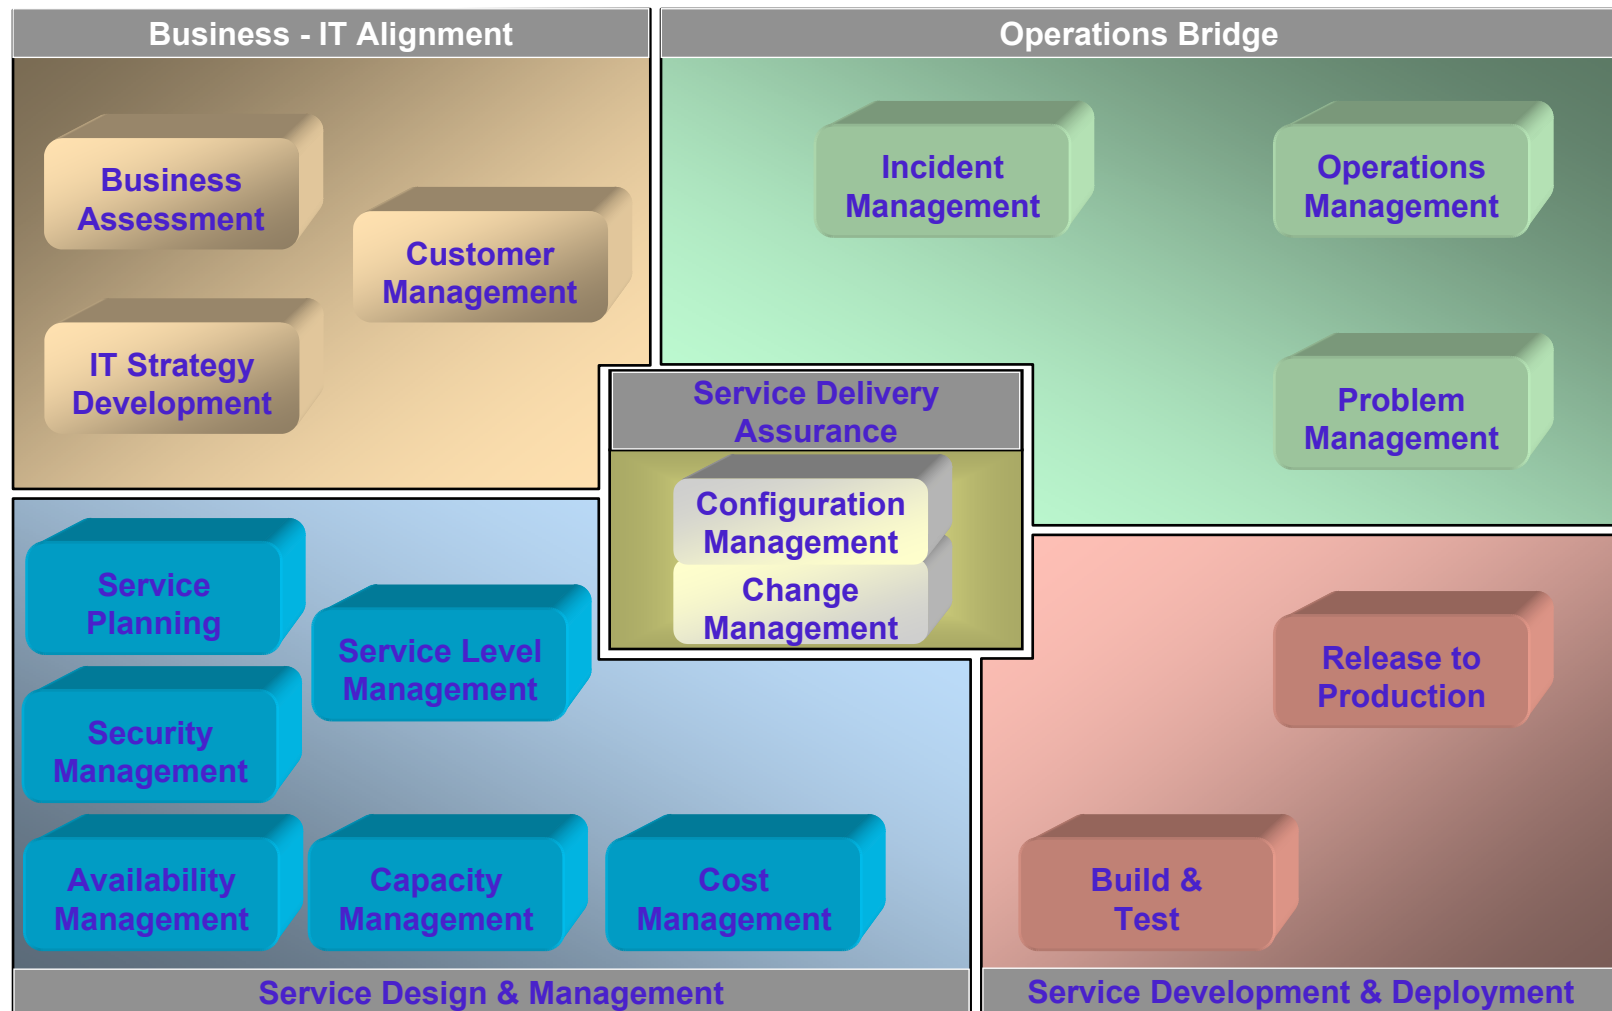 Business - IT Alignment
Operations Bridge
Business
Assessment
Customer
Management
IT Strategy
Development
Incident
Management
Operations
Management
Problem
Management
Service Delivery
Assurance
Configuration
Management
Change
Management
Service
Planning
Service Level
Management
Security
Management
Availability
Management
Capacity
Management
Cost
Management
Release to
Production
Build &
Test
Service Design & Management
Service Development & Deployment